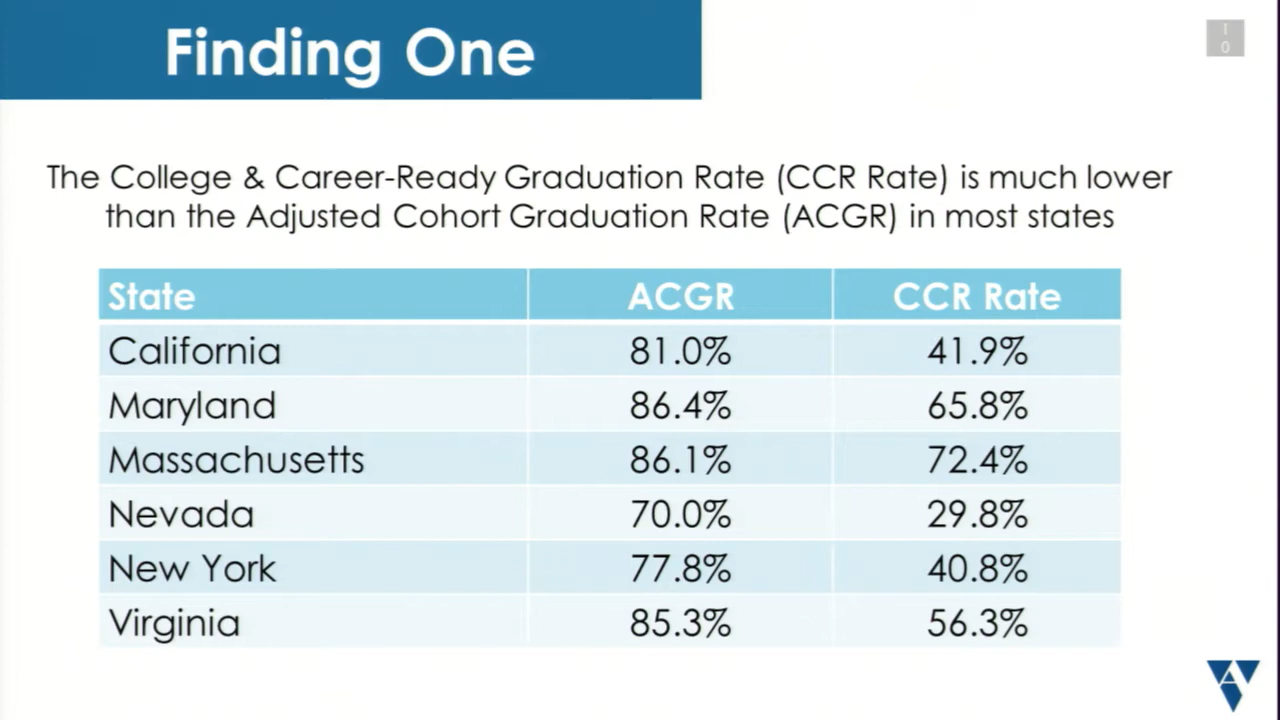 Finding One
1
0
The College & Career-Ready Graduation Rate (CCR Rate) is much lower
than the Adjusted Cohort Graduation Rate (ACGR) in most states
State ACGR CCR Rate
California 81.0% 41.9%
Maryland 86.4% 65.8%
Massachusetts 86.1% 72.4%
Nevada 70.0% 29.8%
New York 77.8% 40.8%
Virginia 85.3% 56.3%
A